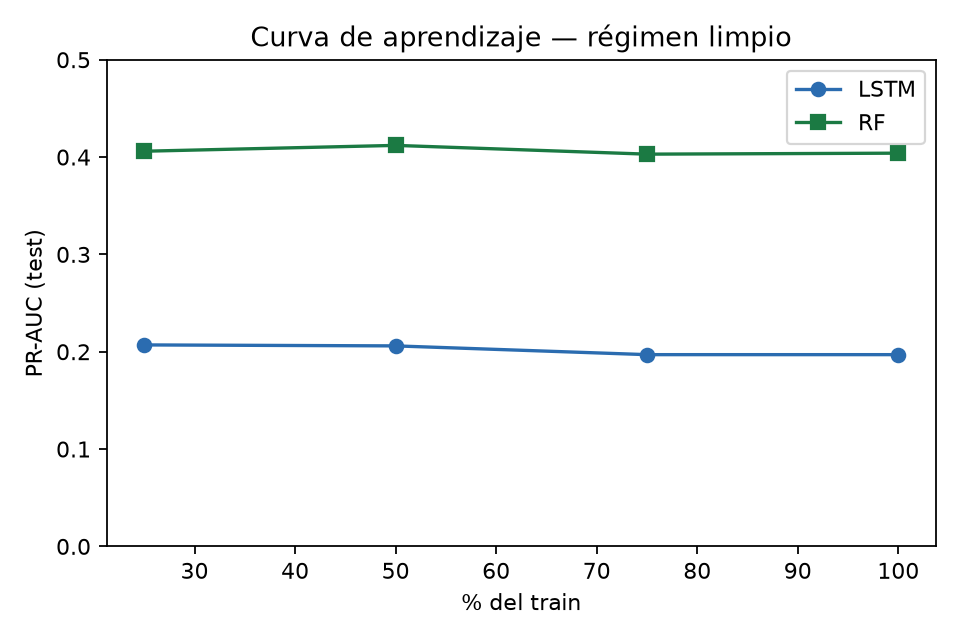 Curva de aprendizaje — régimen limpio
LSTM
RF
PR-AUC (test)
0.5
0.4
0.3
0.2
0.1
0.0
30 40 50 60 70 80 90 100
% del train